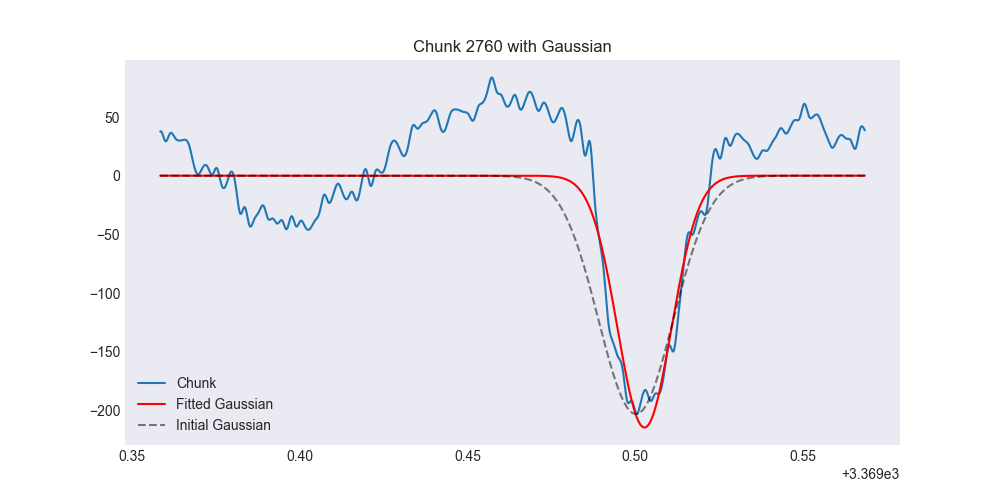 Chunk 2760 with Gaussian
50
0
−50
−100
−150
−200
Chunk
Fitted Gaussian
Initial Gaussian
0.35 0.40 0.45 0.50 0.55
+3.369e3